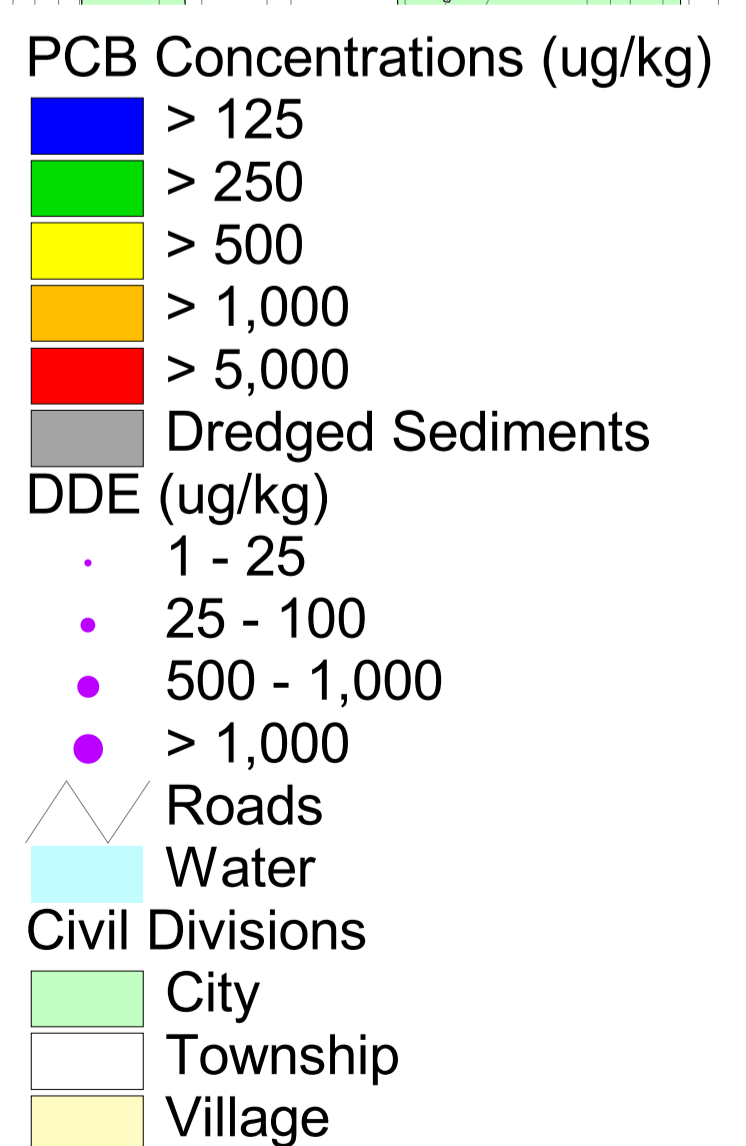 PCB Concentrations (ug/kg)
> 125
> 250
> 500
> 1,000
> 5,000
Dredged Sediments
DDE (ug/kg)
1 - 25
25 - 100
500 - 1,000
> 1,000
Roads
Water
Civil Divisions
City
Township
Village